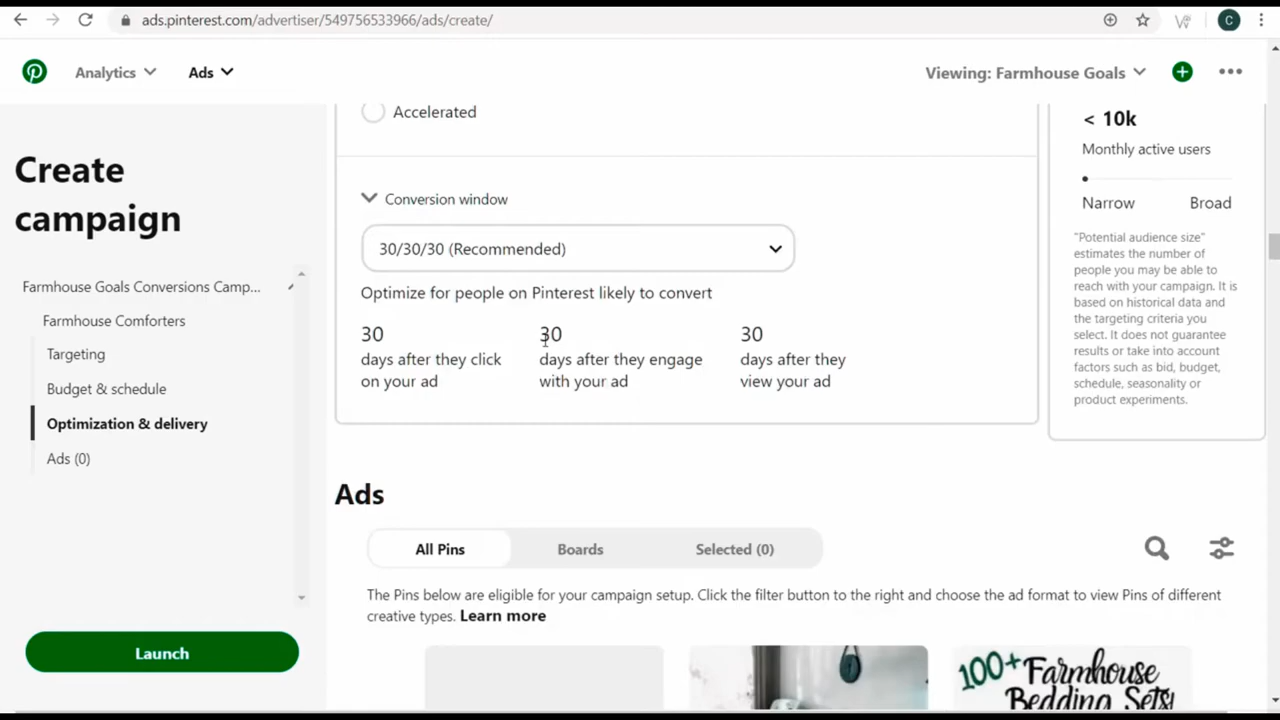 ads.pinterest.com/advertiser/549756533966/ads/create/
C
Analytics
Ads
Viewing: Farmhouse Goals
Create
campaign
Farmhouse Goals Conversions Camp...
Farmhouse Comforters
Targeting
Budget & schedule
Optimization & delivery
Ads (0)
Launch
Accelerated
Conversion window
30/30/30 (Recommended)
Optimize for people on Pinterest likely to convert
30
days after they click
on your ad
30
days after they engage
with your ad
30
days after they
view your ad
< 10k
Monthly active users
Narrow
Broad
"Potential audience size"
estimates the number of
people you may be able to
reach with your campaign. It is
based on historical data and
the targeting criteria you
select. It does not guarantee
results or take into account
factors such as bid, budget,
schedule, seasonality or
product experiments.
Ads
All Pins
Boards
Selected (0)
The Pins below are eligible for your campaign setup. Click the filter button to the right and choose the ad format to view Pins of different
creative types. Learn more
100+ Farmhouse
Bedding Sets!